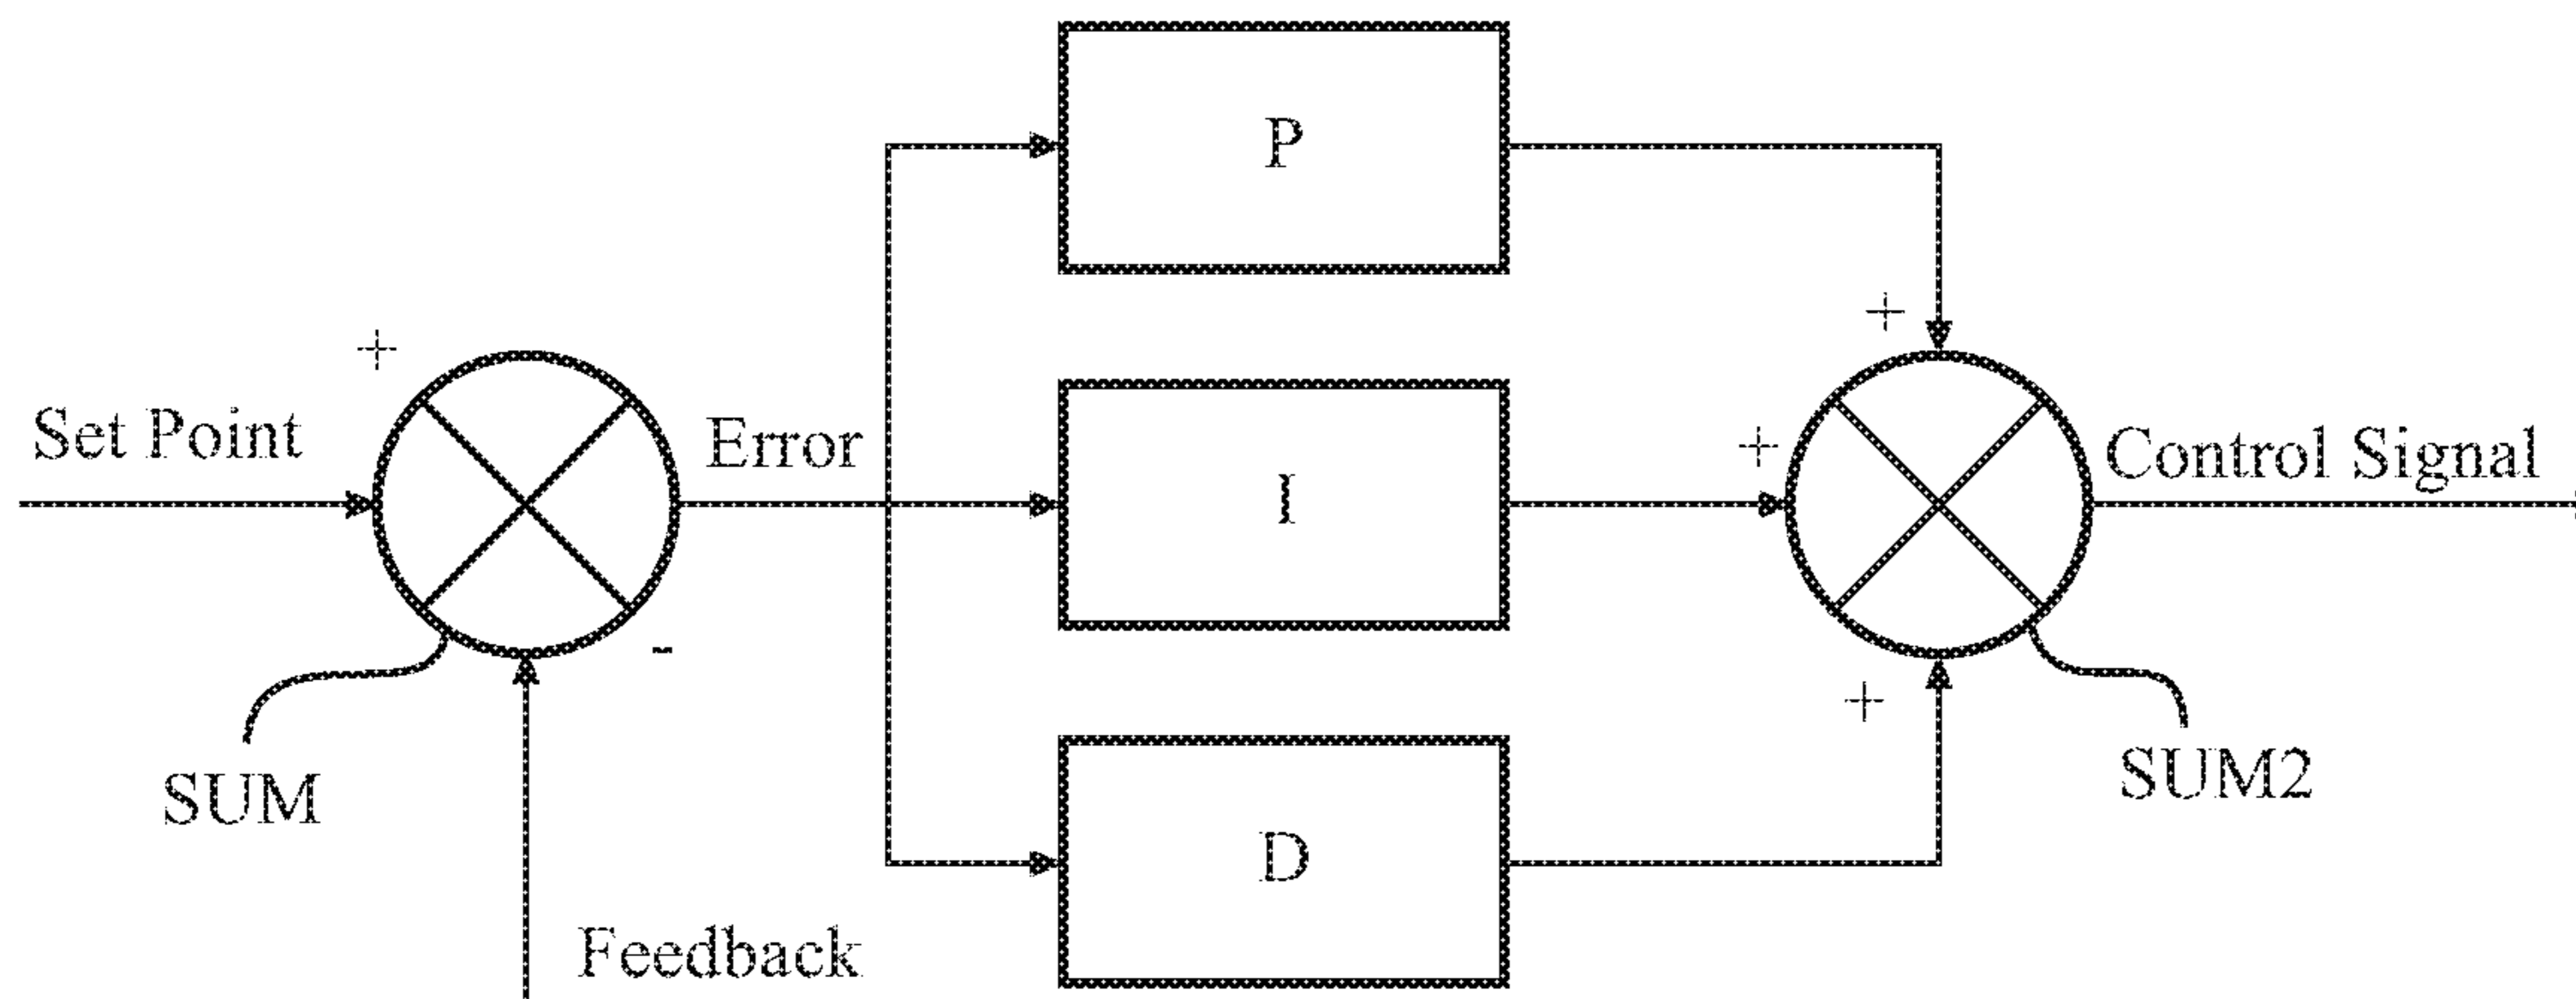 P
+
+
Set Point
Error
+
Control Signal
I
-
SUM
+
SUM2
D
Feedback